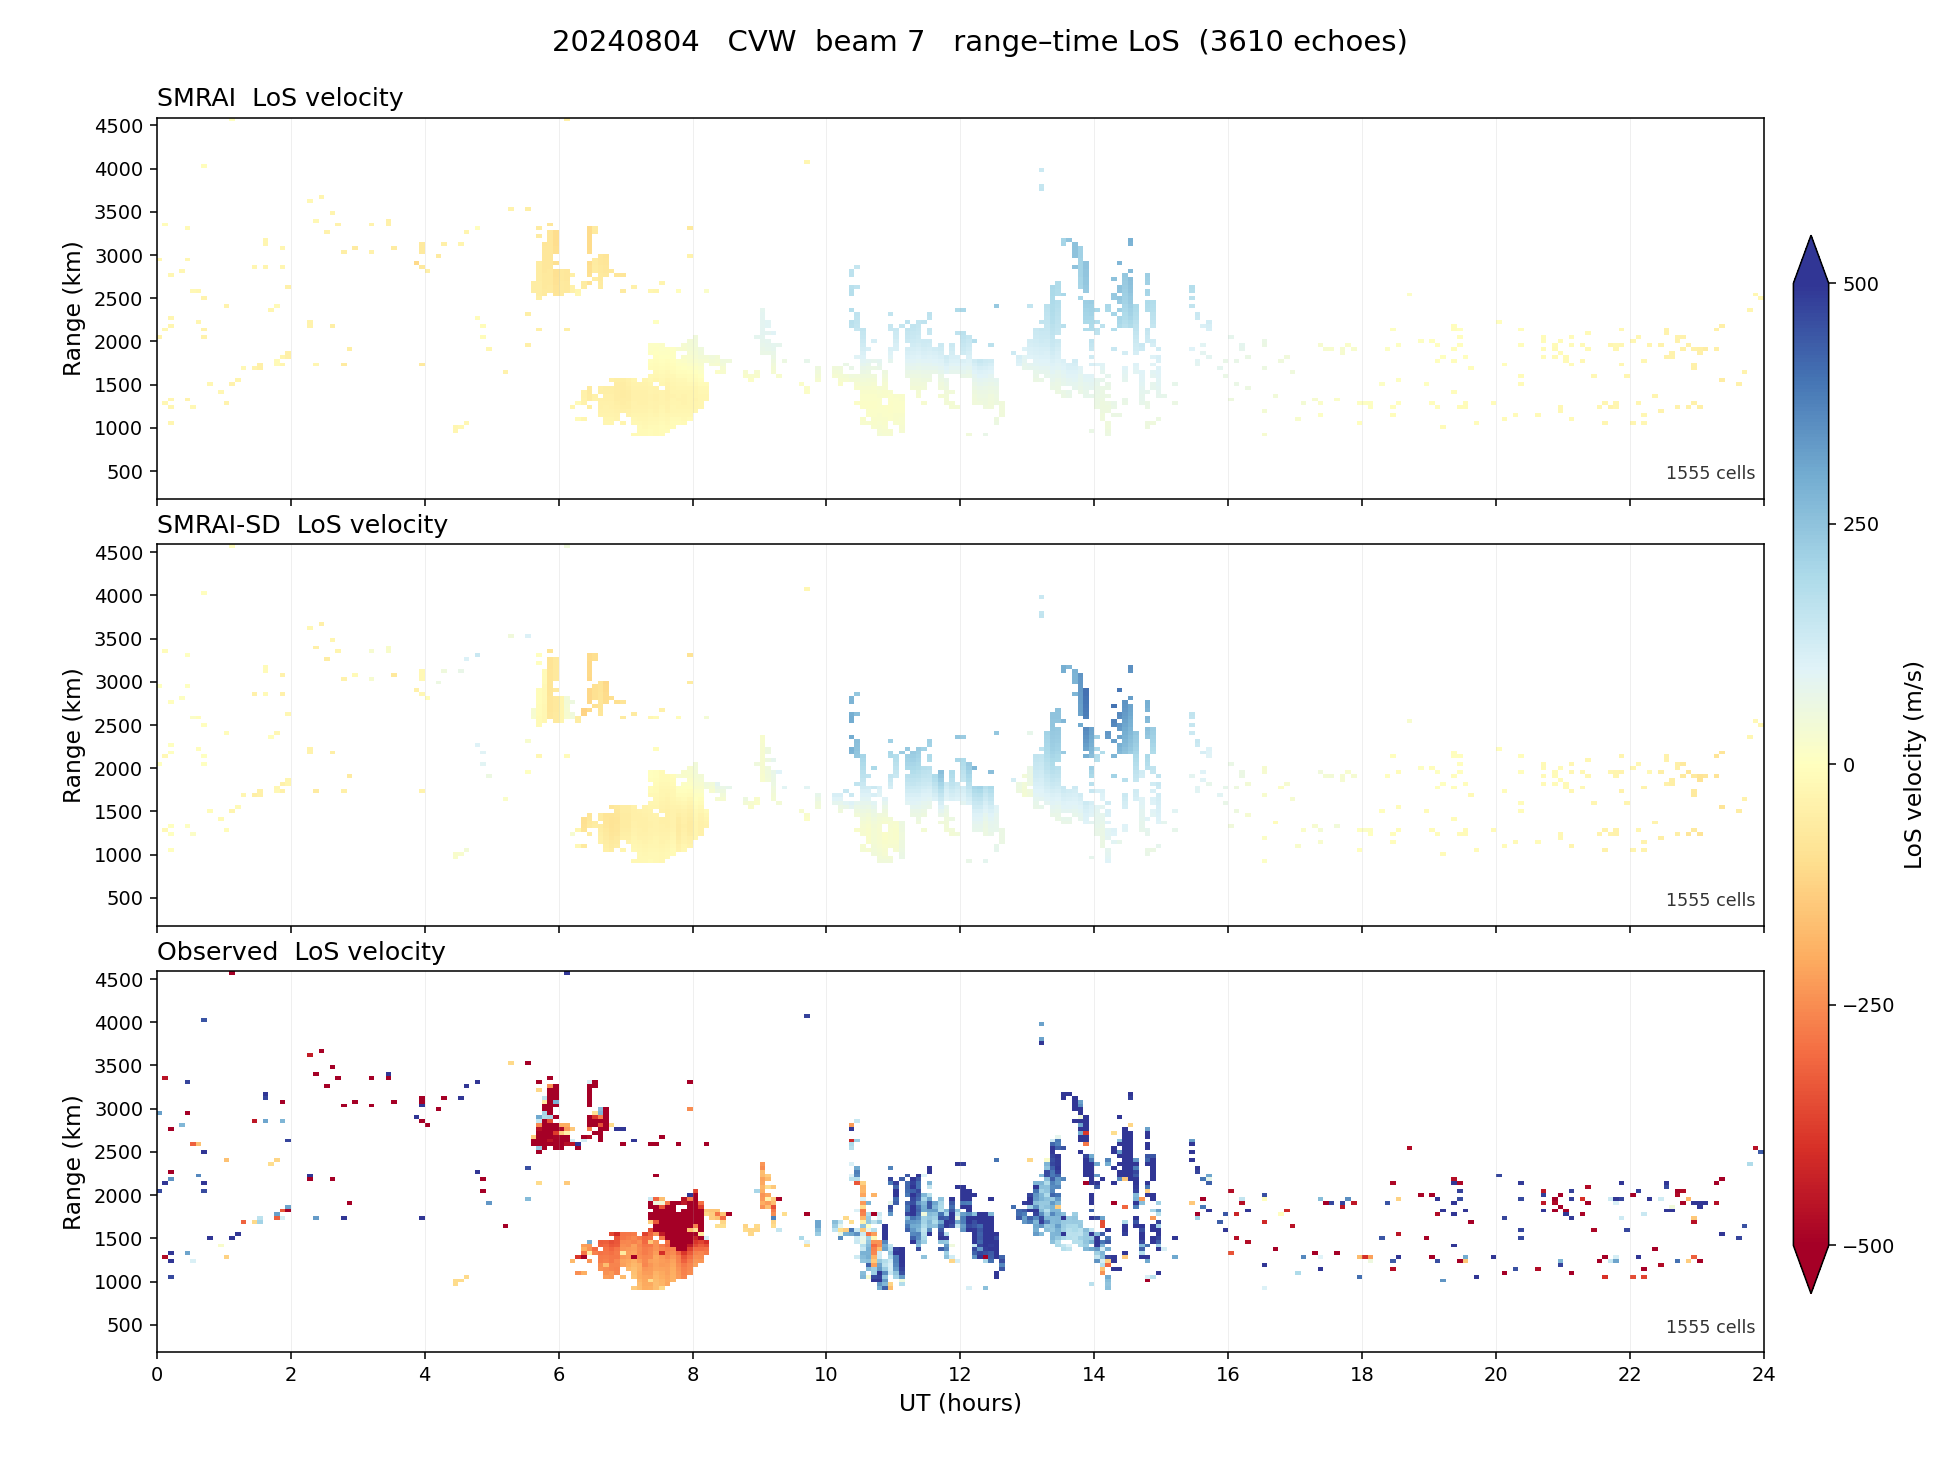 20240804   CVW  beam 7   range–time LoS  (3610 echoes)
SMRAI  LoS velocity
4500
4000
3500
3000
2500
2000
1500
1000
500
Range (km)
1555 cells
SMRAI-SD  LoS velocity
4500
4000
3500
3000
2500
2000
1500
1000
500
Range (km)
1555 cells
Observed  LoS velocity
4500
4000
3500
3000
2500
2000
1500
1000
500
Range (km)
1555 cells
0 2 4 6 8 10 12 14 16 18 20 22 24
UT (hours)
500
250
0
−250
−500
LoS velocity (m/s)